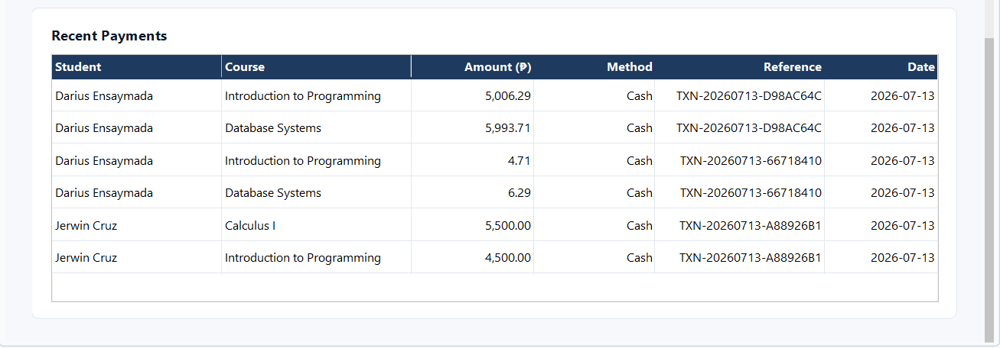 Recent Payments
Student Course Amount (₱) Method Reference Date
Darius Ensaymada Introduction to Programming 5,006.29 Cash TXN-20260713-D98AC64C 2026-07-13
Darius Ensaymada Database Systems 5,993.71 Cash TXN-20260713-D98AC64C 2026-07-13
Darius Ensaymada Introduction to Programming 4.71 Cash TXN-20260713-66718410 2026-07-13
Darius Ensaymada Database Systems 6.29 Cash TXN-20260713-66718410 2026-07-13
Jerwin Cruz Calculus I 5,500.00 Cash TXN-20260713-A88926B1 2026-07-13
Jerwin Cruz Introduction to Programming 4,500.00 Cash TXN-20260713-A88926B1 2026-07-13